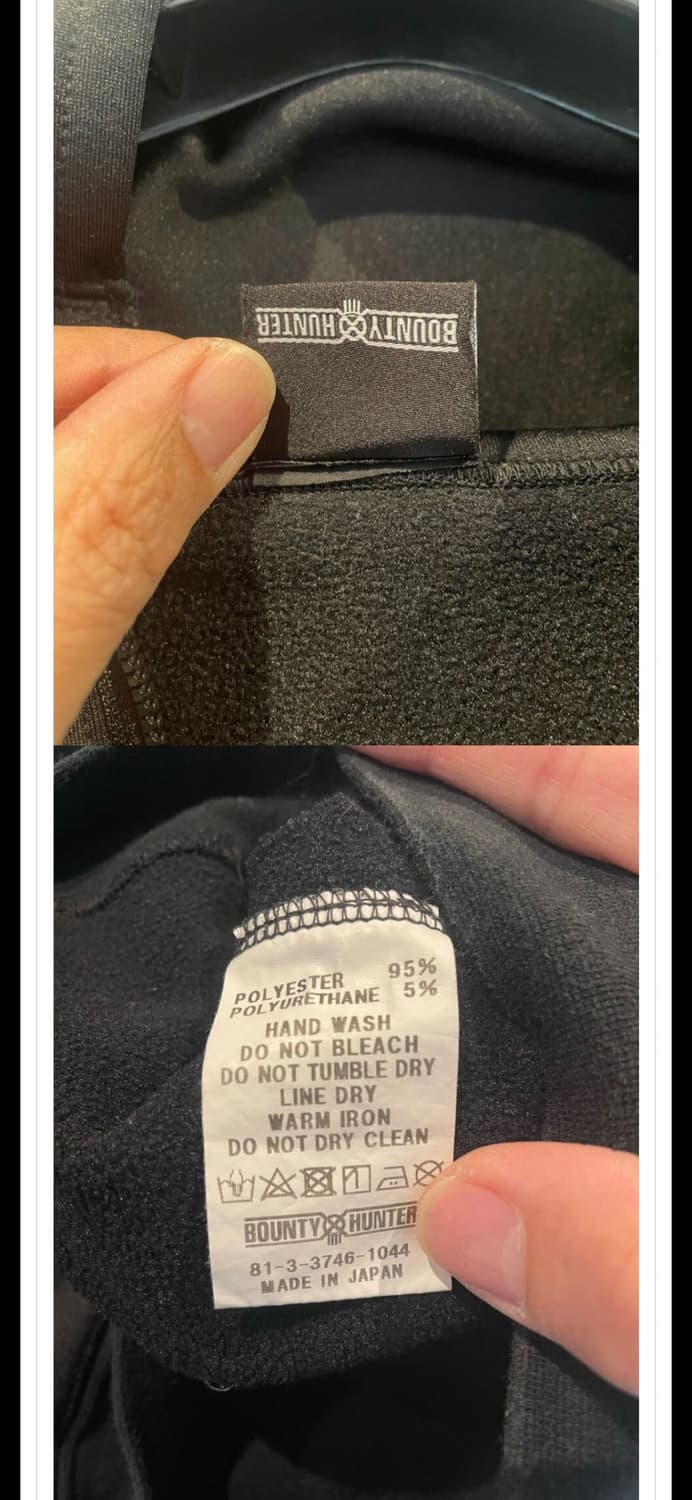 BOUNTY HUNTER
POLYESTER 95%
POLYURETHANE 5%
HAND WASH
DO NOT BLEACH
DO NOT TUMBLE DRY
LINE DRY
WARM IRON
DO NOT DRY CLEAN
BOUNTY HUNTER
81-3-3746-1044
MADE IN JAPAN